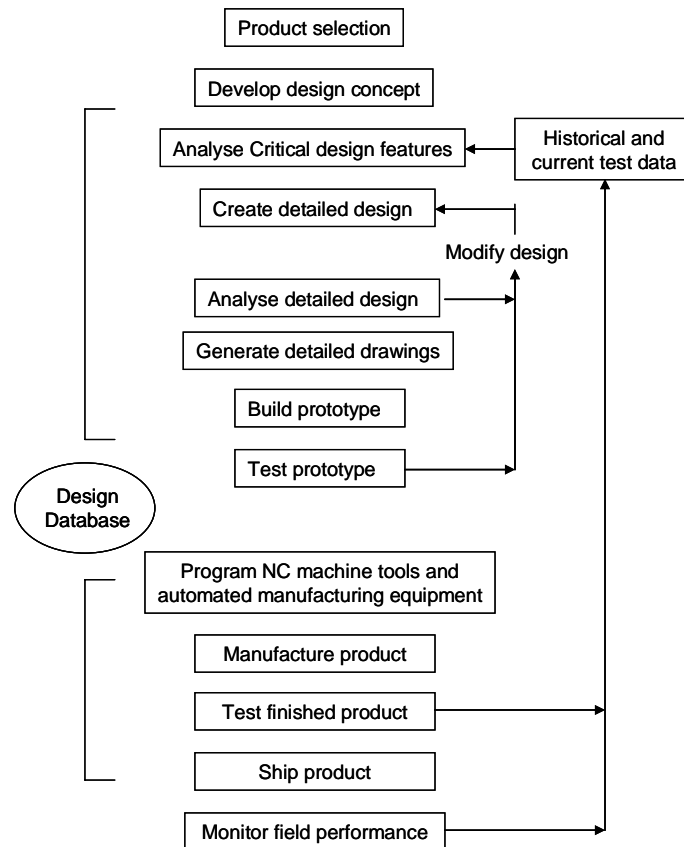 Product selection
Develop design concept
Analyse Critical design features
Historical and
current test data
Create detailed design
Modify design
Analyse detailed design
Generate detailed drawings
Build prototype
Test prototype
Design
Database
Program NC machine tools and
automated manufacturing equipment
Manufacture product
Test finished product
Ship product
Monitor field performance